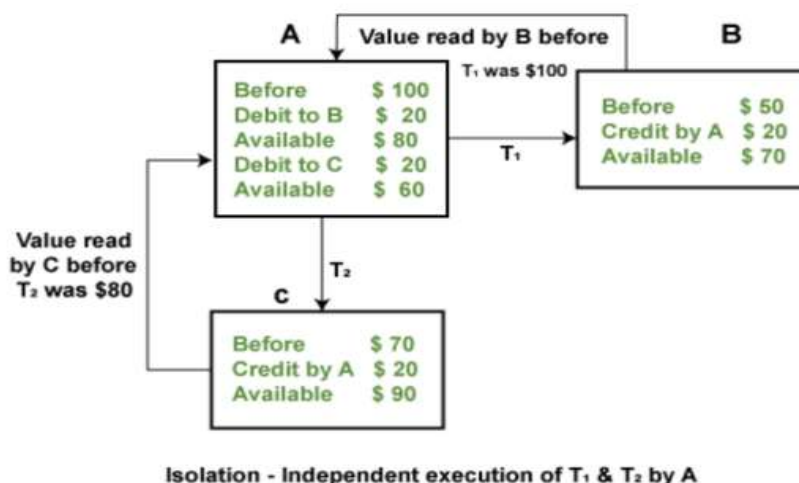 A
Value read by B before
T₁ was $100
B
Before $ 100
Debit to B $ 20
Available $ 80
Debit to C $ 20
Available $ 60
T₁
Before $ 50
Credit by A $ 20
Available $ 70
Value read
by C before
T₂ was $80
T₂
c
Before $ 70
Credit by A $ 20
Available $ 90
Isolation - Independent execution of T₁ & T₂ by A